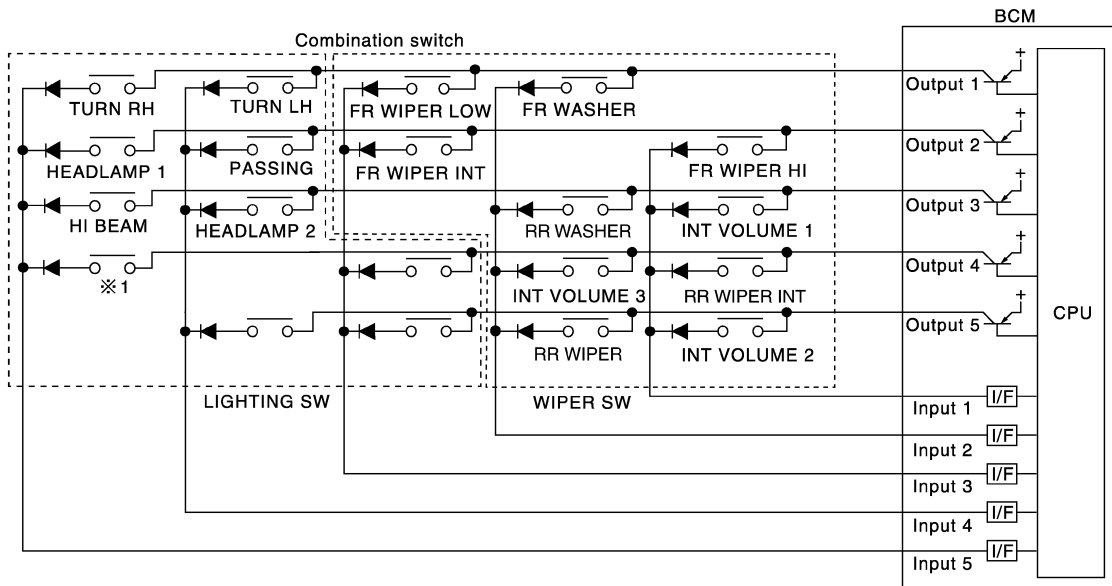 BCM
Combination switch
+
Output 1
TURN RH
TURN LH
FR WIPER LOW
FR WASHER
+
Output 2
HEADLAMP 1
PASSING
FR WIPER INT
FR WIPER HI
+
Output 3
HI BEAM
HEADLAMP 2
RR WASHER
INT VOLUME 1
+
Output 4
※1
INT VOLUME 3
RR WIPER INT
+
Output 5
CPU
RR WIPER
INT VOLUME 2
LIGHTING SW
WIPER SW
Input 1
I/F
Input 2
I/F
Input 3
I/F
Input 4
I/F
Input 5
I/F